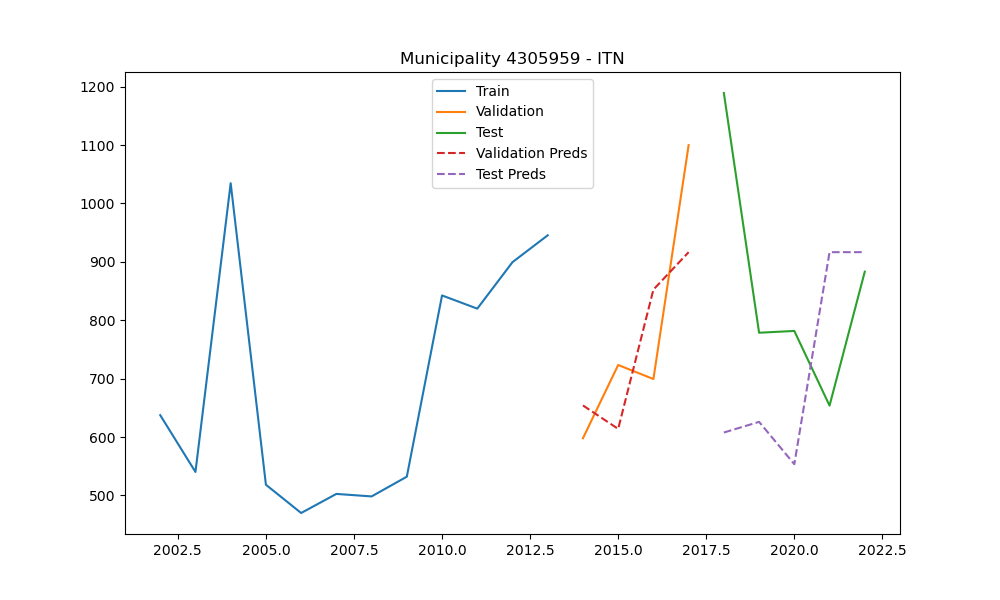 Municipality 4305959 - ITN
Train
Validation
Test
Validation Preds
Test Preds
1200
1100
1000
900
800
700
600
500
2002.5 2005.0 2007.5 2010.0 2012.5 2015.0 2017.5 2020.0 2022.5